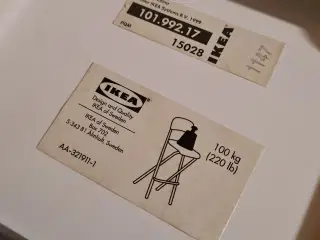 Inter IKEA Systems B.V. 1999
101.992.17
15028
IKEA
IKEA
Design and Quality
IKEA of Sweden
IKEA of Sweden
Box 702
S-343 81 Älmhult, Sweden
AA-321911-1
100 kg
(220 lb)